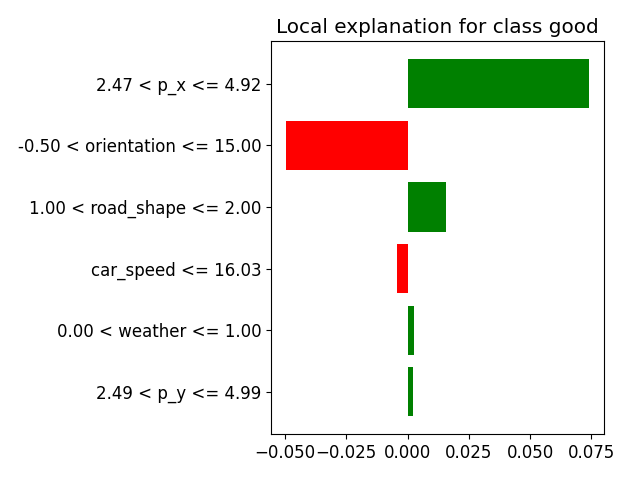 Local explanation for class good
2.47 < p_x <= 4.92
-0.50 < orientation <= 15.00
1.00 < road_shape <= 2.00
car_speed <= 16.03
0.00 < weather <= 1.00
2.49 < p_y <= 4.99
−0.050 −0.025 0.000 0.025 0.050 0.075